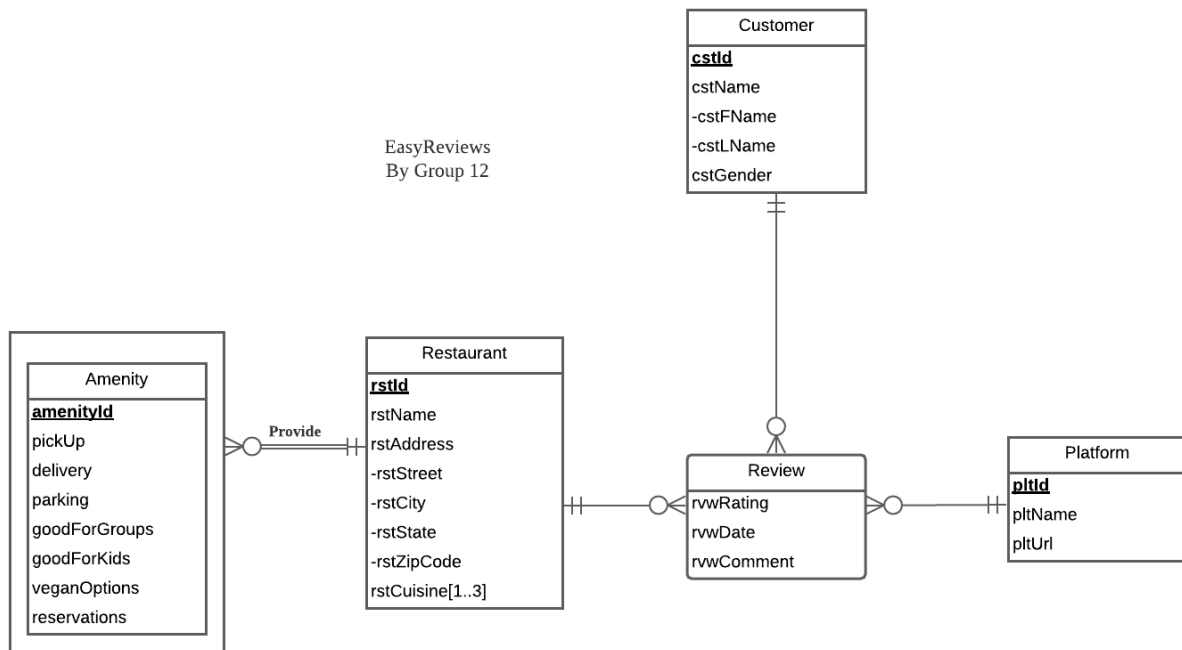 Customer
cstId
cstName
-cstFName
-cstLName
cstGender
EasyReviews
By Group 12
Amenity
amenityId
pickUp
delivery
parking
goodForGroups
goodForKids
veganOptions
reservations
Provide
Restaurant
rstId
rstName
rstAddress
-rstStreet
-rstCity
-rstState
-rstZipCode
rstCuisine[1..3]
Review
rvwRating
rvwDate
rvwComment
Platform
pltId
pltName
pltUrl